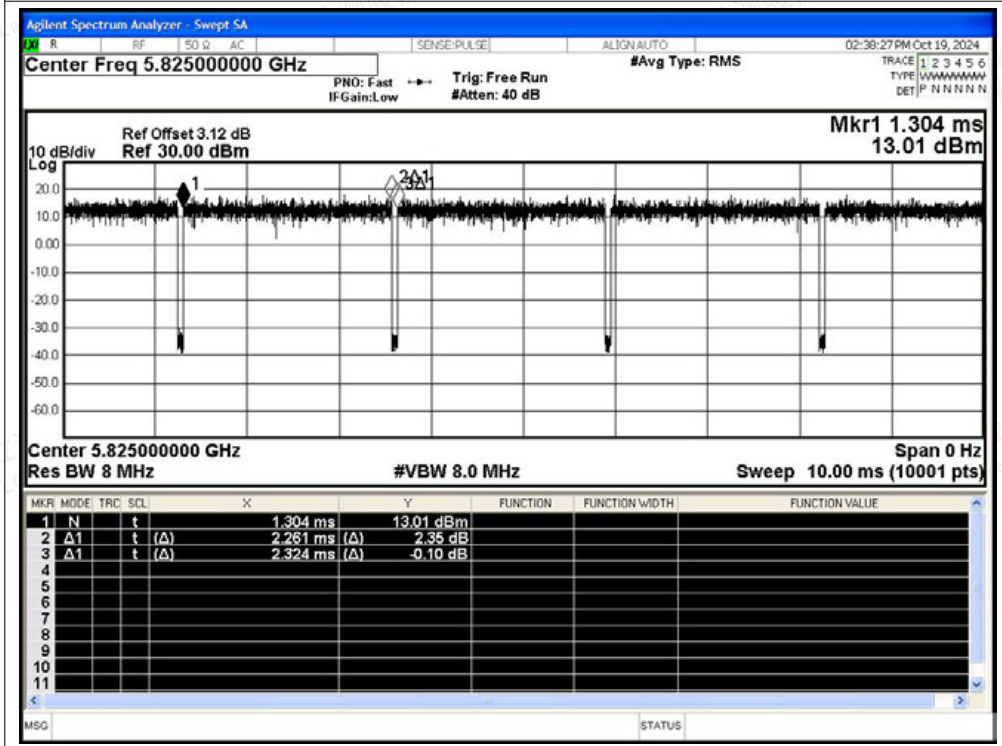 Agilent Spectrum Analyzer - Swept SA
R RF 50 Ω AC SENSE:PULSE ALIGN AUTO 02:38:27 PM Oct 19, 2024
Center Freq 5.825000000 GHz #Avg Type: RMS TRACE 1 2 3 4 5 6
PNO: Fast Trig: Free Run TYPE WWWWWW
IFGain:Low #Atten: 40 dB DET P N N N N N
Mkr1 1.304 ms
Ref Offset 3.12 dB
10 dB/div Ref 30.00 dBm 13.01 dBm
Log
1 2Δ1 3Δ1
20.0
10.0
0.00
-10.0
-20.0
-30.0
-40.0
-50.0
-60.0
Center 5.825000000 GHz Span 0 Hz
Res BW 8 MHz #VBW 8.0 MHz Sweep 10.00 ms (10001 pts)
MKR MODE TRC SCL X Y FUNCTION FUNCTION WIDTH FUNCTION VALUE
1 N t 1.304 ms 13.01 dBm
2 Δ1 t (Δ) 2.261 ms (Δ) 2.35 dB
3 Δ1 t (Δ) 2.324 ms (Δ) -0.10 dB
4
5
6
7
8
9
10
11
MSG STATUS